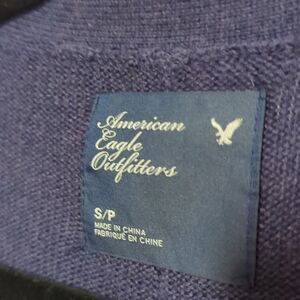 American
Eagle
Outfitters
S/P
MADE IN CHINA
FABRIQUÉ EN CHINE